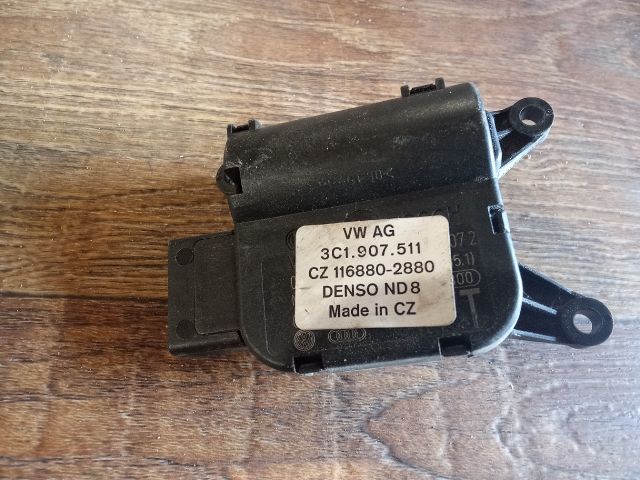 VW AG
3C1.907.511
CZ 116880-2880
DENSO ND8
Made in CZ